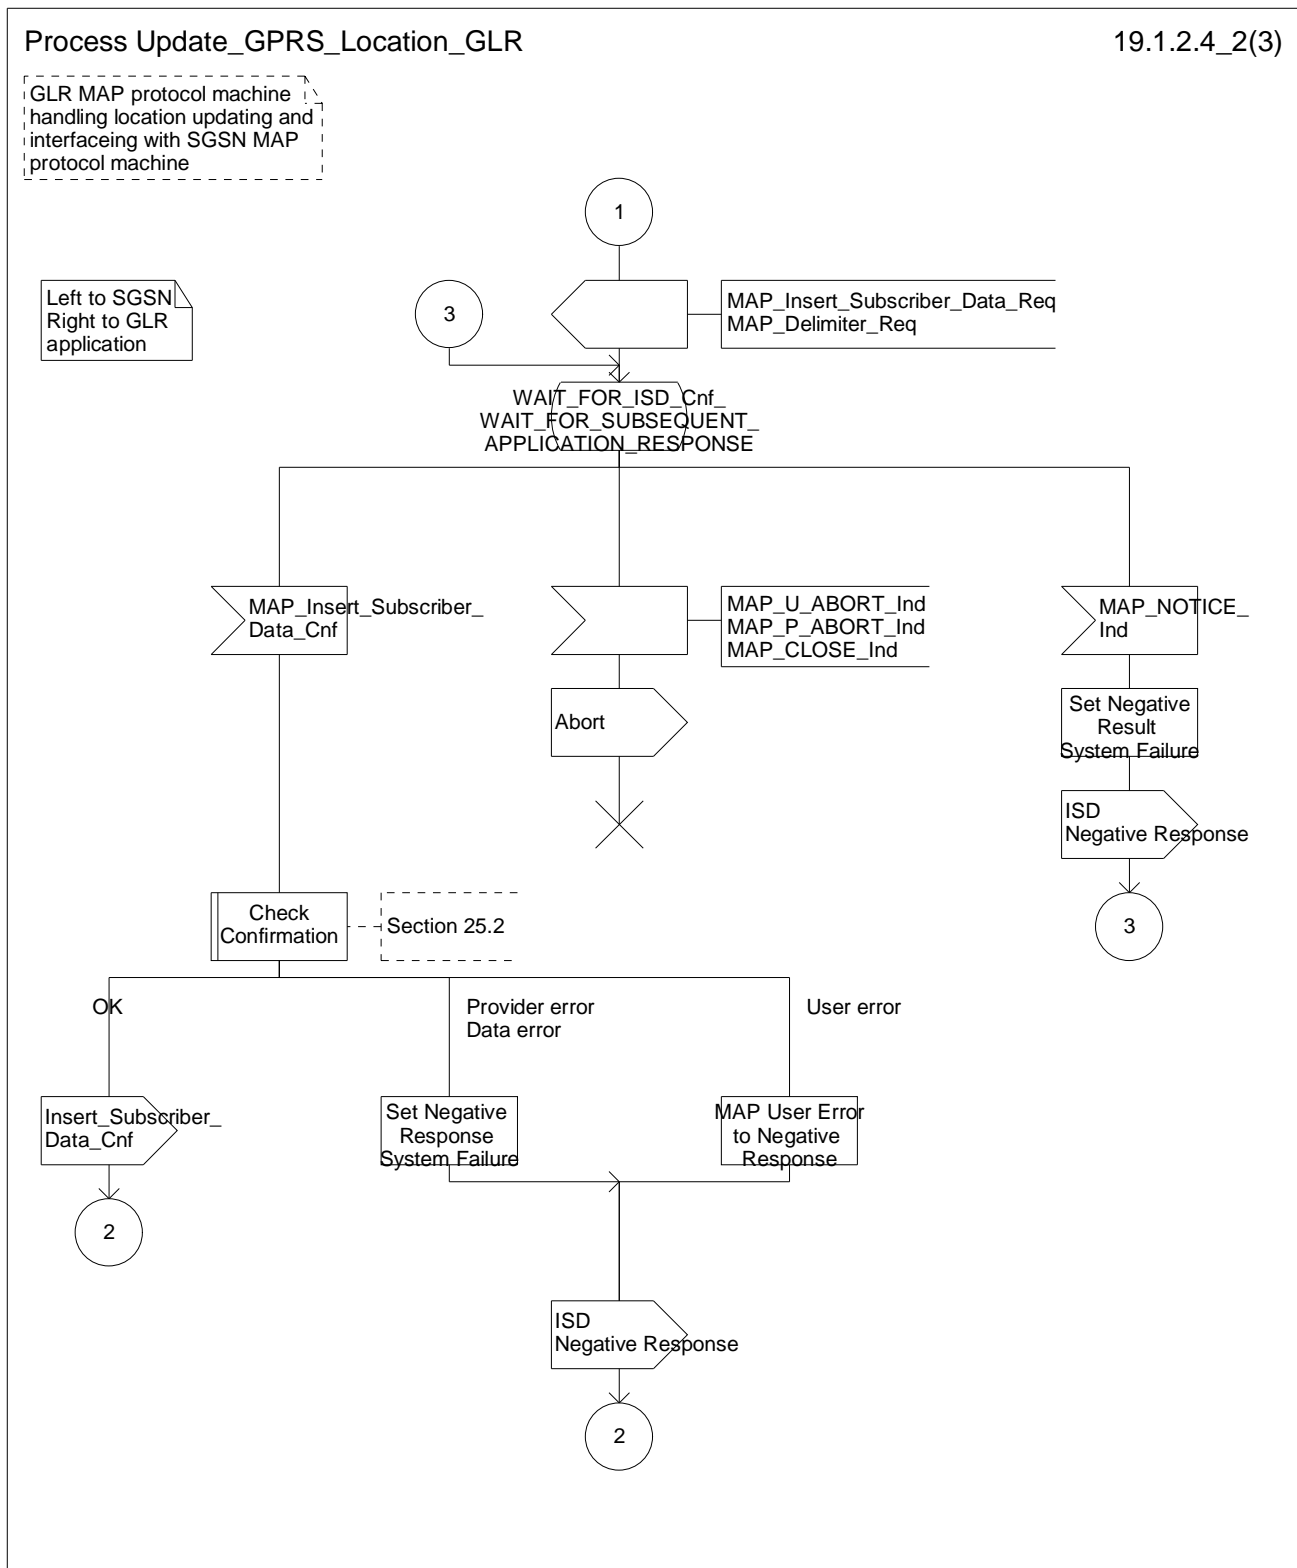 Process Update_GPRS_Location_GLR
19.1.2.4_2(3)
GLR MAP protocol machine
handling location updating and
interfaceing with SGSN MAP
protocol machine
1
Left to SGSN
Right to GLR
application
3
MAP_Insert_Subscriber_Data_Req
MAP_Delimiter_Req
WAIT_FOR_ISD_Cnf_
WAIT_FOR_SUBSEQUENT_
APPLICATION_RESPONSE
MAP_Insert_Subscriber_
Data_Cnf
MAP_U_ABORT_Ind
MAP_P_ABORT_Ind
MAP_CLOSE_Ind
MAP_NOTICE_
Ind
Abort
Set Negative
Result
System Failure
ISD
Negative Response
3
Check
Confirmation
Section 25.2
OK
Provider error
Data error
User error
Insert_Subscriber_
Data_Cnf
Set Negative
Response
System Failure
MAP User Error
to Negative
Response
2
ISD
Negative Response
2